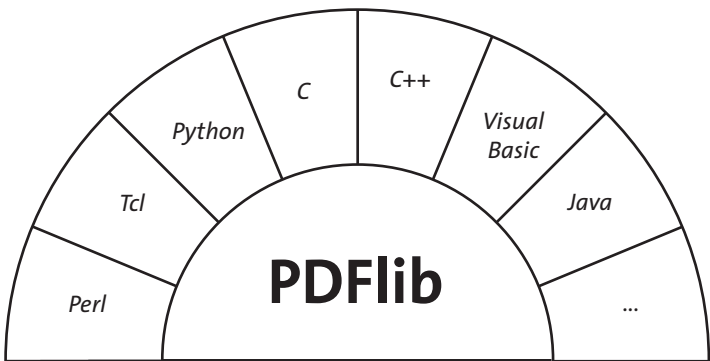 Perl
Tcl
Python
C
C++
Visual
Basic
Java
...
PDFlib